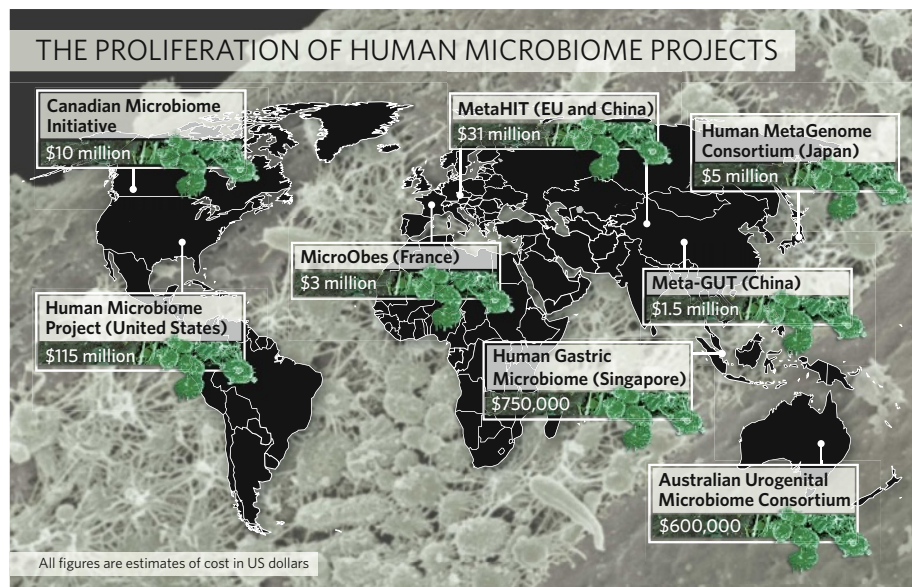 THE PROLIFERATION OF HUMAN MICROBIOME PROJECTS
Canadian Microbiome
Initiative
$10 million
MetaHIT (EU and China)
$31 million
Human MetaGenome
Consortium (Japan)
$5 million
MicroObes (France)
$3 million
Meta-GUT (China)
$1.5 million
Human Microbiome
Project (United States)
$115 million
Human Gastric
Microbiome (Singapore)
$750,000
Australian Urogenital
Microbiome Consortium
$600,000
All figures are estimates of cost in US dollars